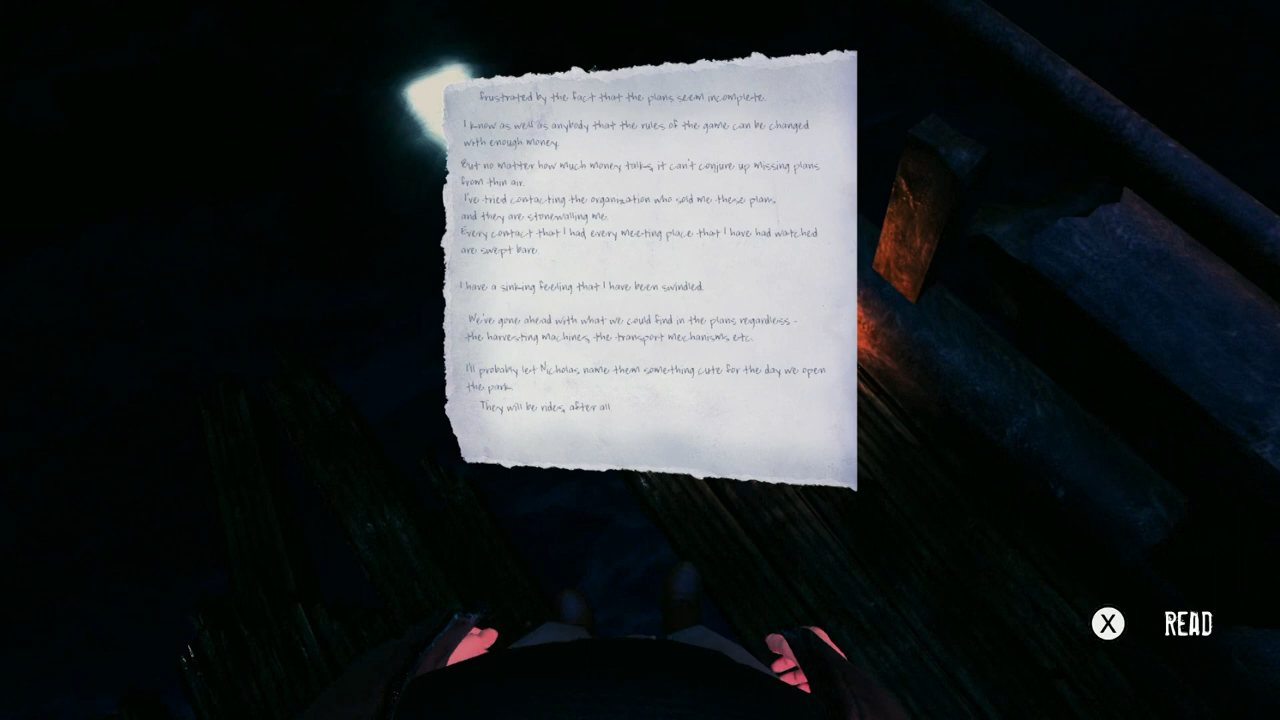 frustrated by the fact that the plans seem incomplete.
I know as well as anybody that the rules of the game can be changed
with enough money.
But no matter how much money talks, it can't conjure up missing plans
from thin air.
I've tried contacting the organisation who sold me these plans
and they are stonewalling me.
Every contact that I had every meeting place that I have had watched
are swept bare.
I have a sinking feeling that I have been swindled.
We've gone ahead with what we could find in the plans regardless -
the harvesting machines, the transport mechanisms etc.
I'll probably let Nicholas name them something cute for the day we open
the park.
They will be rides, after all
X READ